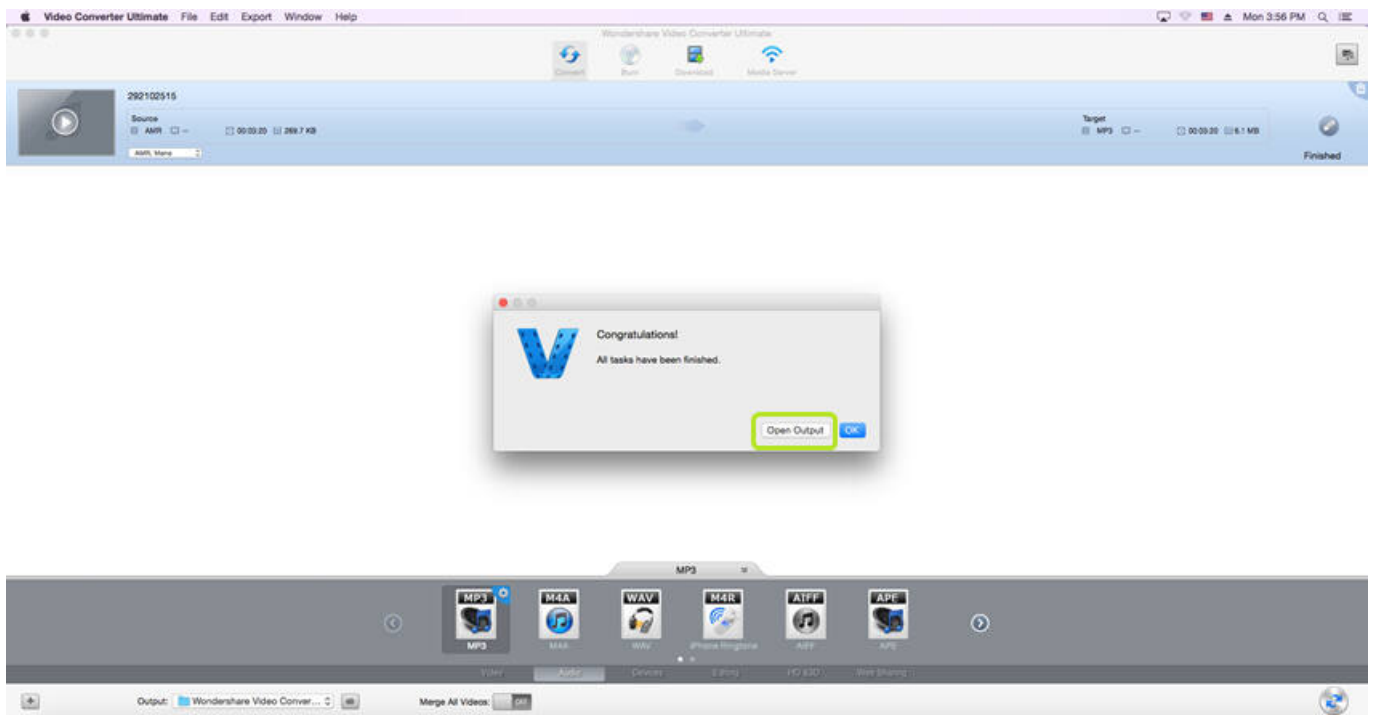 Video Converter Ultimate File Edit Export Window Help Mon 3:56 PM
Wondershare Video Converter Ultimate
Convert Burn Download Media Server
292102515
Source Target
AMR -- 00:03:20 269.7 KB MP3 -- 00:03:20 6.1 MB
AMR, Mono
Finished
Congratulations!
All tasks have been finished.
Open Output OK
MP3
MP3 M4A WAV M4R AIFF APE
MP3 M4A WAV iPhone Ringtone AIFF APE
Video Audio Devices Editing Web Sharing
Output: Wondershare Video Conver... Merge All Videos: OFF